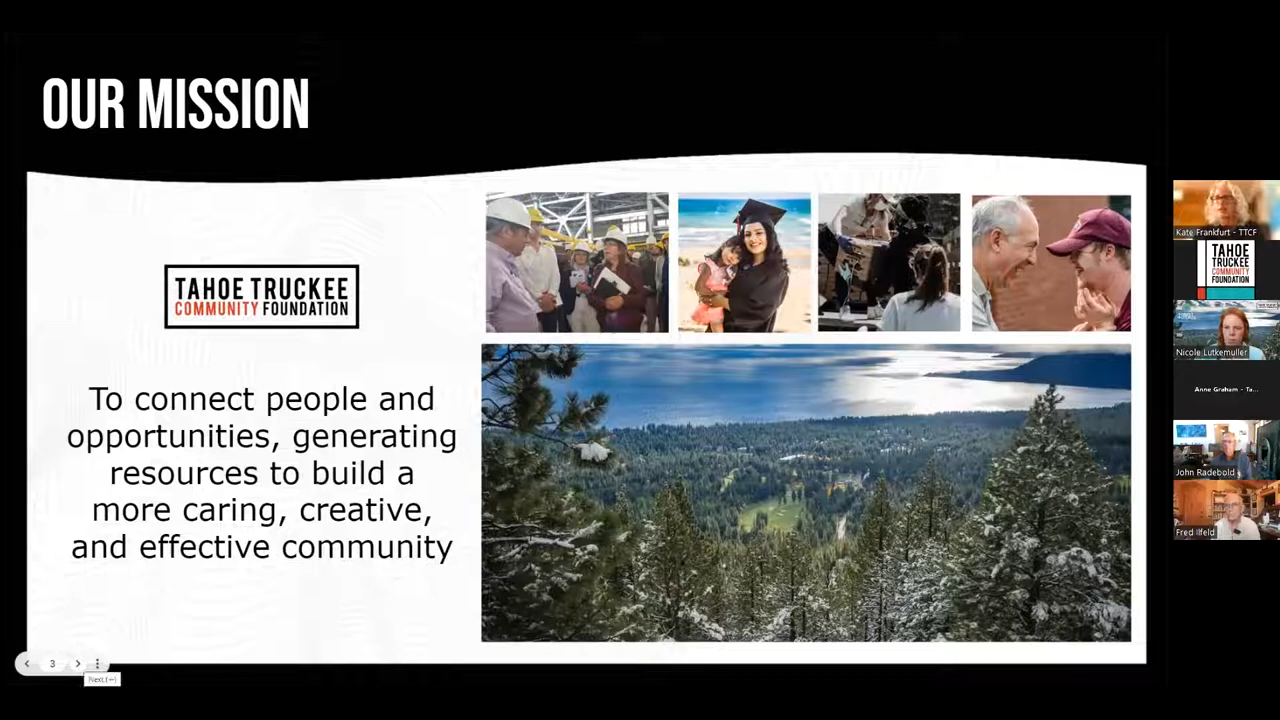 OUR MISSION
TAHOE TRUCKEE
COMMUNITY FOUNDATION
To connect people and
opportunities, generating
resources to build a
more caring, creative,
and effective community
3
Kate Frankfurt - TTCF
TAHOE
TRUCKEE
COMMUNITY
FOUNDATION
Nicole Lutkemuller
Anne Graham - Ta...
John Radebold
Fred Ilfeld